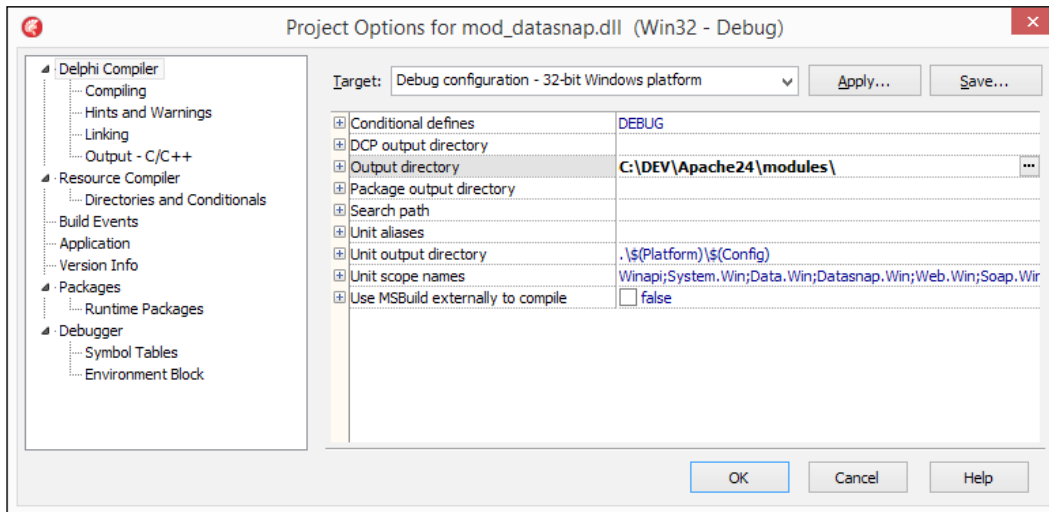 Project Options for mod_datasnap.dll (Win32 - Debug)
Delphi Compiler
Compiling
Hints and Warnings
Linking
Output - C/C++
Resource Compiler
Directories and Conditionals
Build Events
Application
Version Info
Packages
Runtime Packages
Debugger
Symbol Tables
Environment Block
Target: Debug configuration - 32-bit Windows platform Apply... Save...
Conditional defines DEBUG
DCP output directory
Output directory C:\DEV\Apache24\modules\ ...
Package output directory
Search path
Unit aliases
Unit output directory .\$(Platform)\$(Config)
Unit scope names Winapi;System.Win;Data.Win;Datasnap.Win;Web.Win;Soap.Win
Use MSBuild externally to compile false
OK Cancel Help